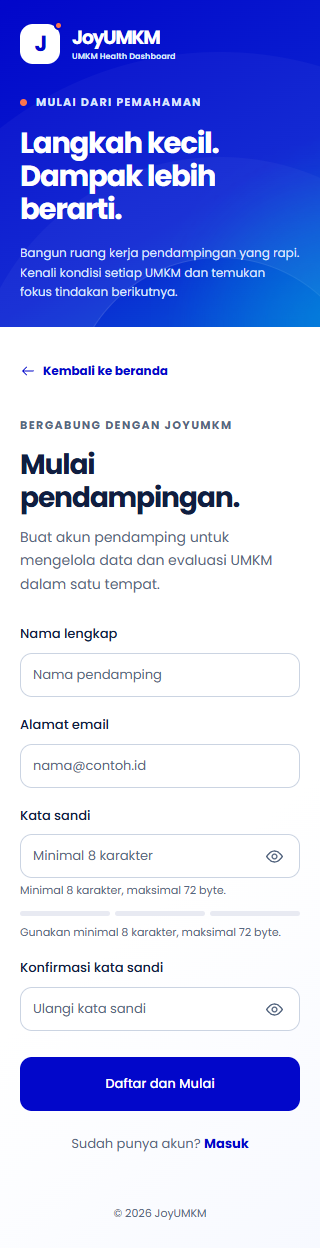 J
JoyUMKM
UMKM Health Dashboard
MULAI DARI PEMAHAMAN
Langkah kecil.
Dampak lebih
berarti.
Bangun ruang kerja pendampingan yang rapi.
Kenali kondisi setiap UMKM dan temukan
fokus tindakan berikutnya.
← Kembali ke beranda
BERGABUNG DENGAN JOYUMKM
Mulai
pendampingan.
Buat akun pendamping untuk
mengelola data dan evaluasi UMKM
dalam satu tempat.
Nama lengkap
Nama pendamping
Alamat email
nama@contoh.id
Kata sandi
Minimal 8 karakter
Minimal 8 karakter, maksimal 72 byte.
Gunakan minimal 8 karakter, maksimal 72 byte.
Konfirmasi kata sandi
Ulangi kata sandi
Daftar dan Mulai
Sudah punya akun? Masuk
© 2026 JoyUMKM